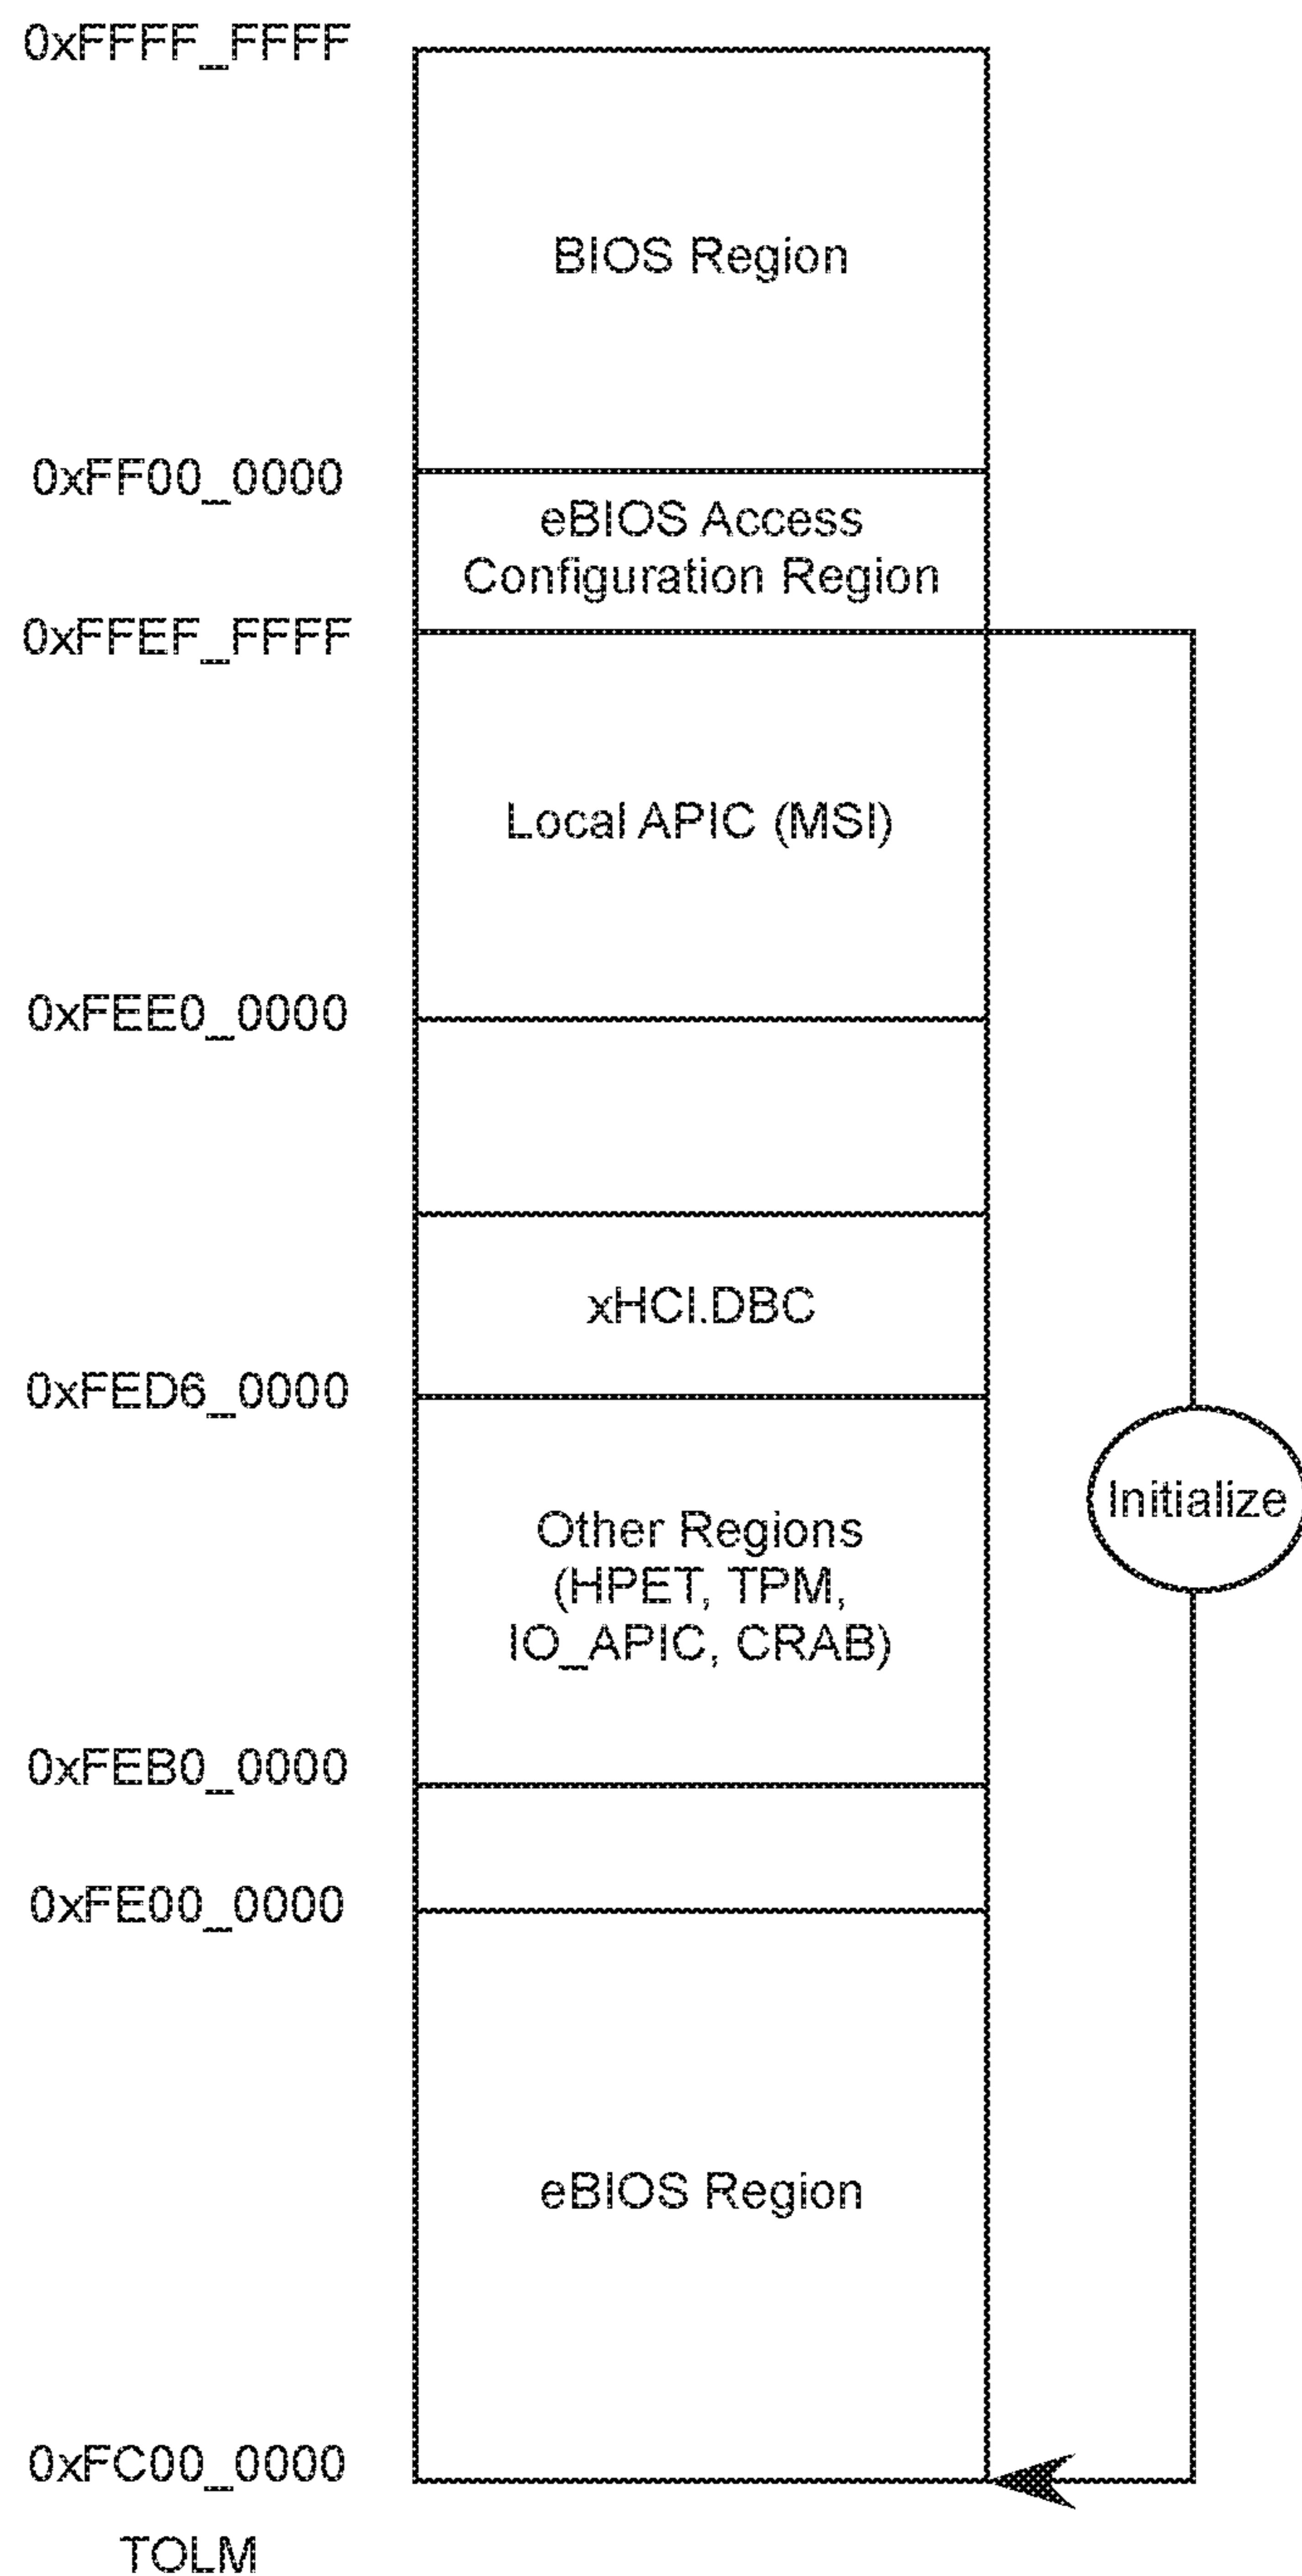 0xFFFF_FFFF
BIOS Region
0xFF00_0000
eBIOS Access
Configuration Region
0xFFEF_FFFF
Local APIC (MSI)
0xFEE0_0000
xHCI.DBC
0xFED6_0000
Initialize
Other Regions
(HPET, TPM,
IO_APIC, CRAB)
0xFEB0_0000
0xFE00_0000
eBIOS Region
0xFC00_0000
TOLM